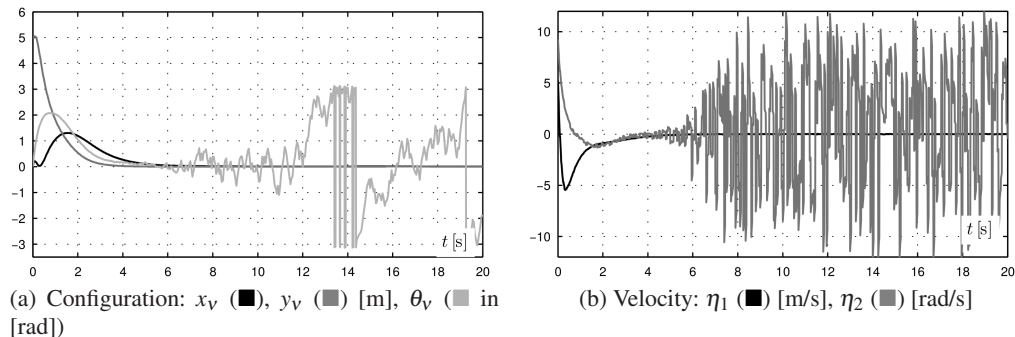 6
5
4
3
2
1
0
−1
−2
−3
0 2 4 6 8 10 12 14 16 18 20
t [s]
10
5
0
−5
−10
0 2 4 6 8 10 12 14 16 18 20
t [s]
(a) Configuration: xν (■), yν (■) [m], θν (■ in
[rad])
(b) Velocity: η1 (■) [m/s], η2 (■) [rad/s]